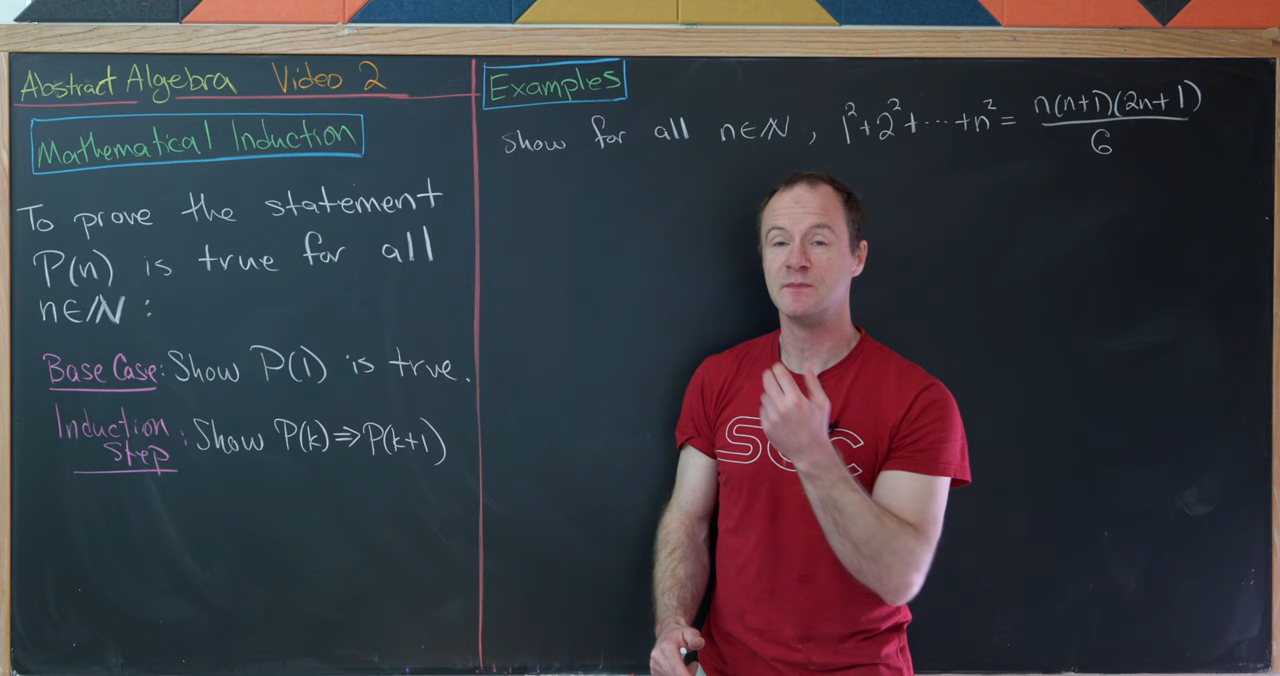 Abstract Algebra Video 2
Mathematical Induction
To prove the statement
P(n) is true for all
n∈ℕ:
Base Case: Show P(1) is true.
Induction Step: Show P(k)⇒P(k+1)
Examples
Show for all n∈ℕ, 1²+2²+⋯+n² = n(n+1)(2n+1)/6